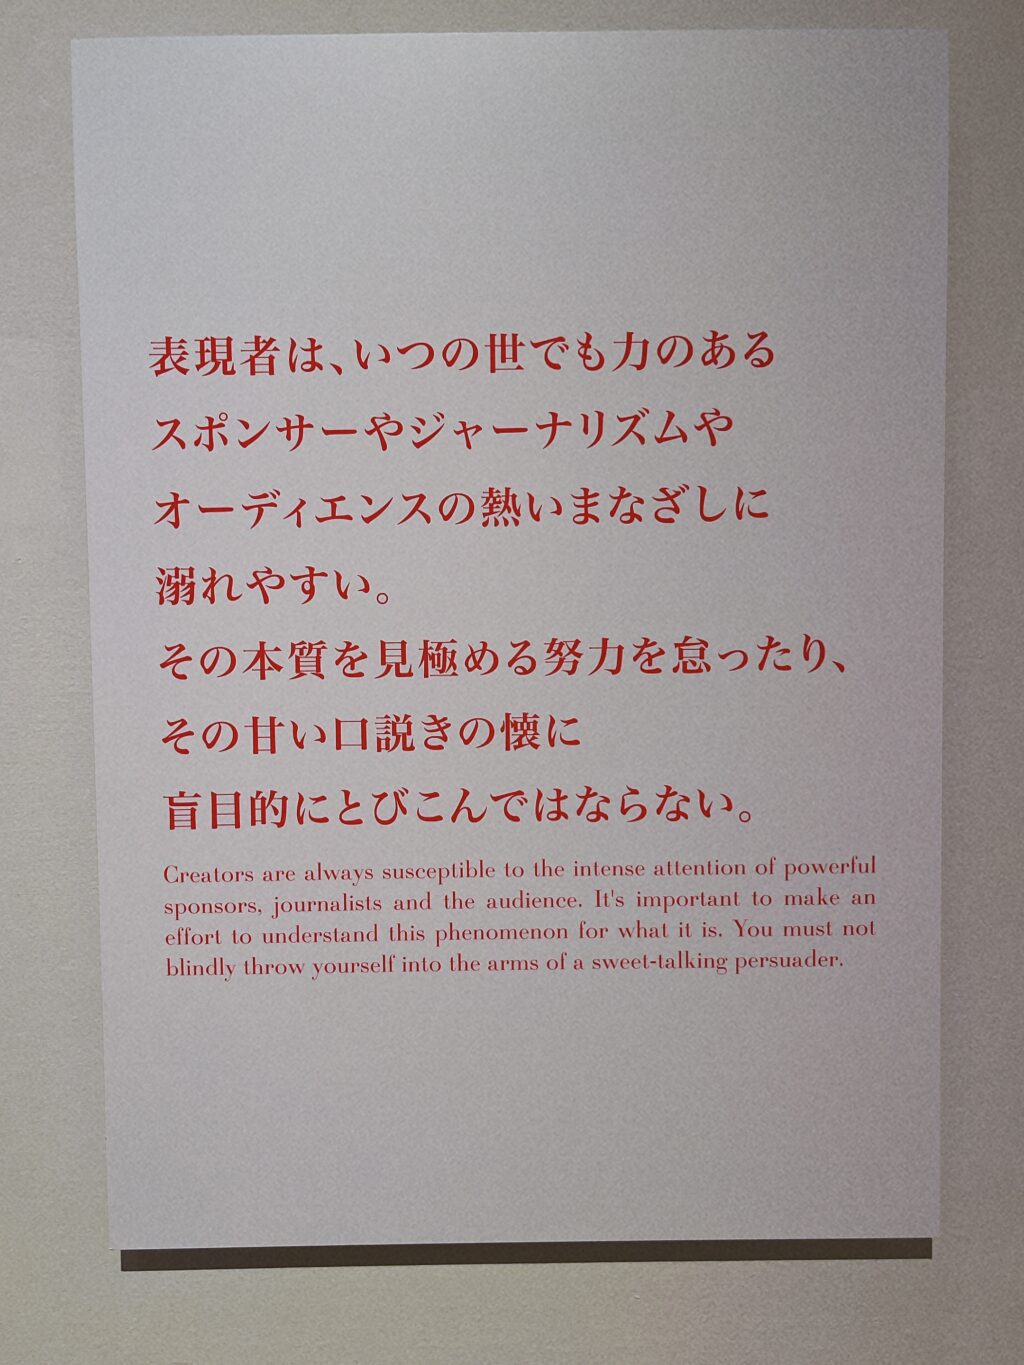 表現者は、いつの世でも力のある
スポンサーやジャーナリズムや
オーディエンスの熱いまなざしに
溺れやすい。
その本質を見極める努力を怠ったり、
その甘い口説きの懐に
盲目的にとびこんではならない。
Creators are always susceptible to the intense attention of powerful
sponsors, journalists and the audience. It's important to make an
effort to understand this phenomenon for what it is. You must not
blindly throw yourself into the arms of a sweet-talking persuader.